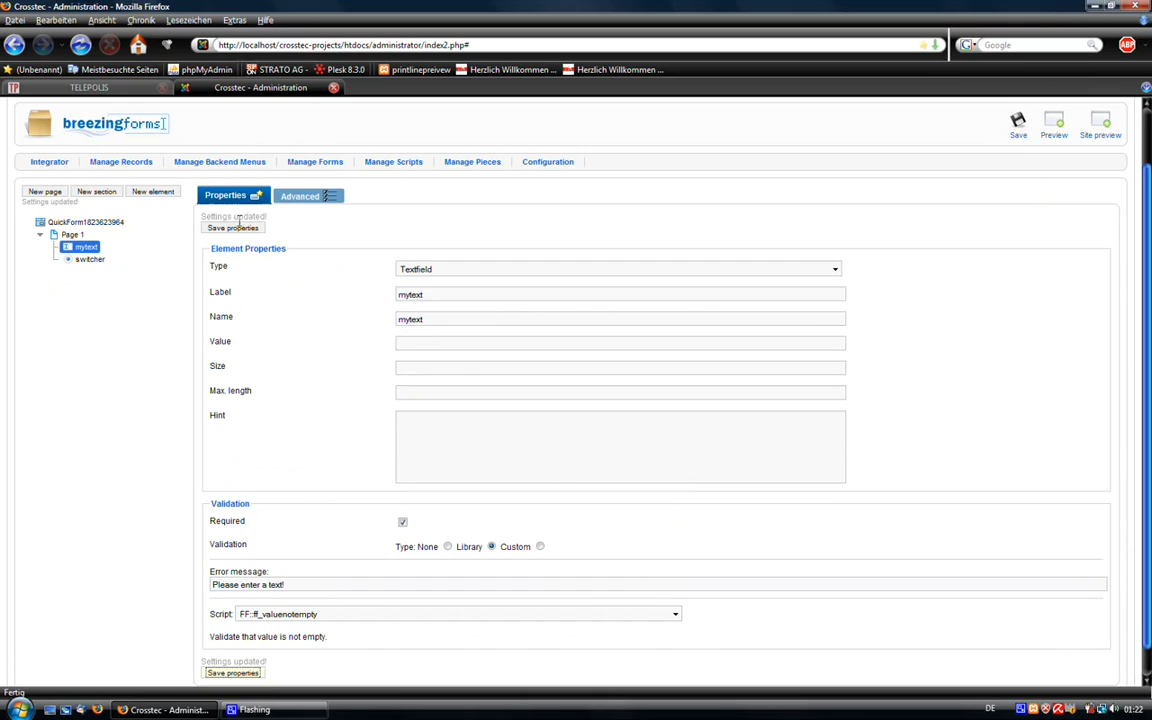 Crosstec - Administration - Mozilla Firefox
Datei Bearbeiten Ansicht Chronik Lesezeichen Extras Hilfe
http://localhost/crosstec-projects/htdocs/administrator/index2.php#
Google
ABP
(Unbenannt) Meistbesuchte Seiten phpMyAdmin STRATO AG - ... Plesk 8.3.0 printlinepreivew Herzlich Willkommen ... Herzlich Willkommen ...
TELEPOLIS Crosstec - Administration
breezingforms
Save Preview Site preview
Integrator Manage Records Manage Backend Menus Manage Forms Manage Scripts Manage Pieces Configuration
New page New section New element
Settings updated!
QuickForm1823623964
Page 1
mytext
switcher
Properties Advanced
Settings updated!
Save properties
Element Properties
Type Textfield
Label mytext
Name mytext
Value
Size
Max. length
Hint
Validation
Required
Validation Type: None Library Custom
Error message:
Please enter a text!
Script: FF::ff_valuenotempty
Validate that value is not empty.
Settings updated!
Save properties
Fertig
Crosstec - Administrat... Flashing DE 01:22